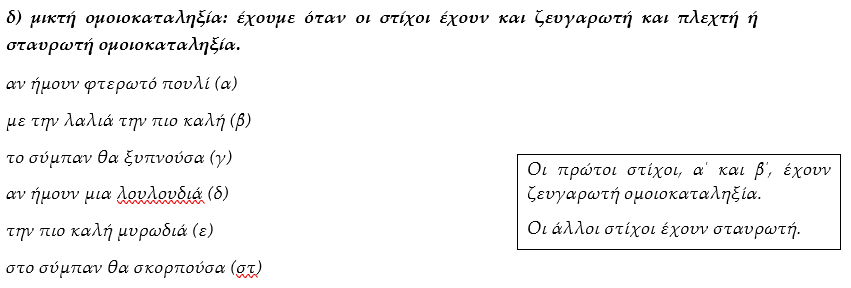 δ) μικτή ομοιοκαταληξία: έχουμε όταν οι στίχοι έχουν και ζευγαρωτή και πλεχτή ή
σταυρωτή ομοιοκαταληξία.
αν ήμουν φτερωτό πουλί (α)
με την λαλιά την πιο καλή (β)
το σύμπαν θα ξυπνούσα (γ)
αν ήμουν μια λουλουδιά (δ)
την πιο καλή μυρωδιά (ε)
στο σύμπαν θα σκορπούσα (στ)
Οι πρώτοι στίχοι, α΄ και β΄, έχουν
ζευγαρωτή ομοιοκαταληξία.
Οι άλλοι στίχοι έχουν σταυρωτή.